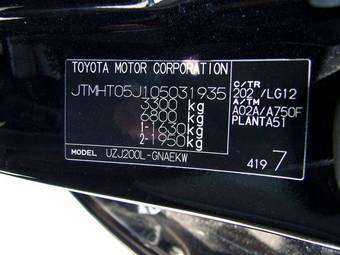 TOYOTA MOTOR CORPORATION
JTMHT05J105031935
3300 Kg
6800 Kg
1-1630 Kg
2-1950 Kg
C/TR
202 /LG12
A/TM
A02A/A750F
PLANTA51
MODEL UZJ200L-GNAEKW
419 7